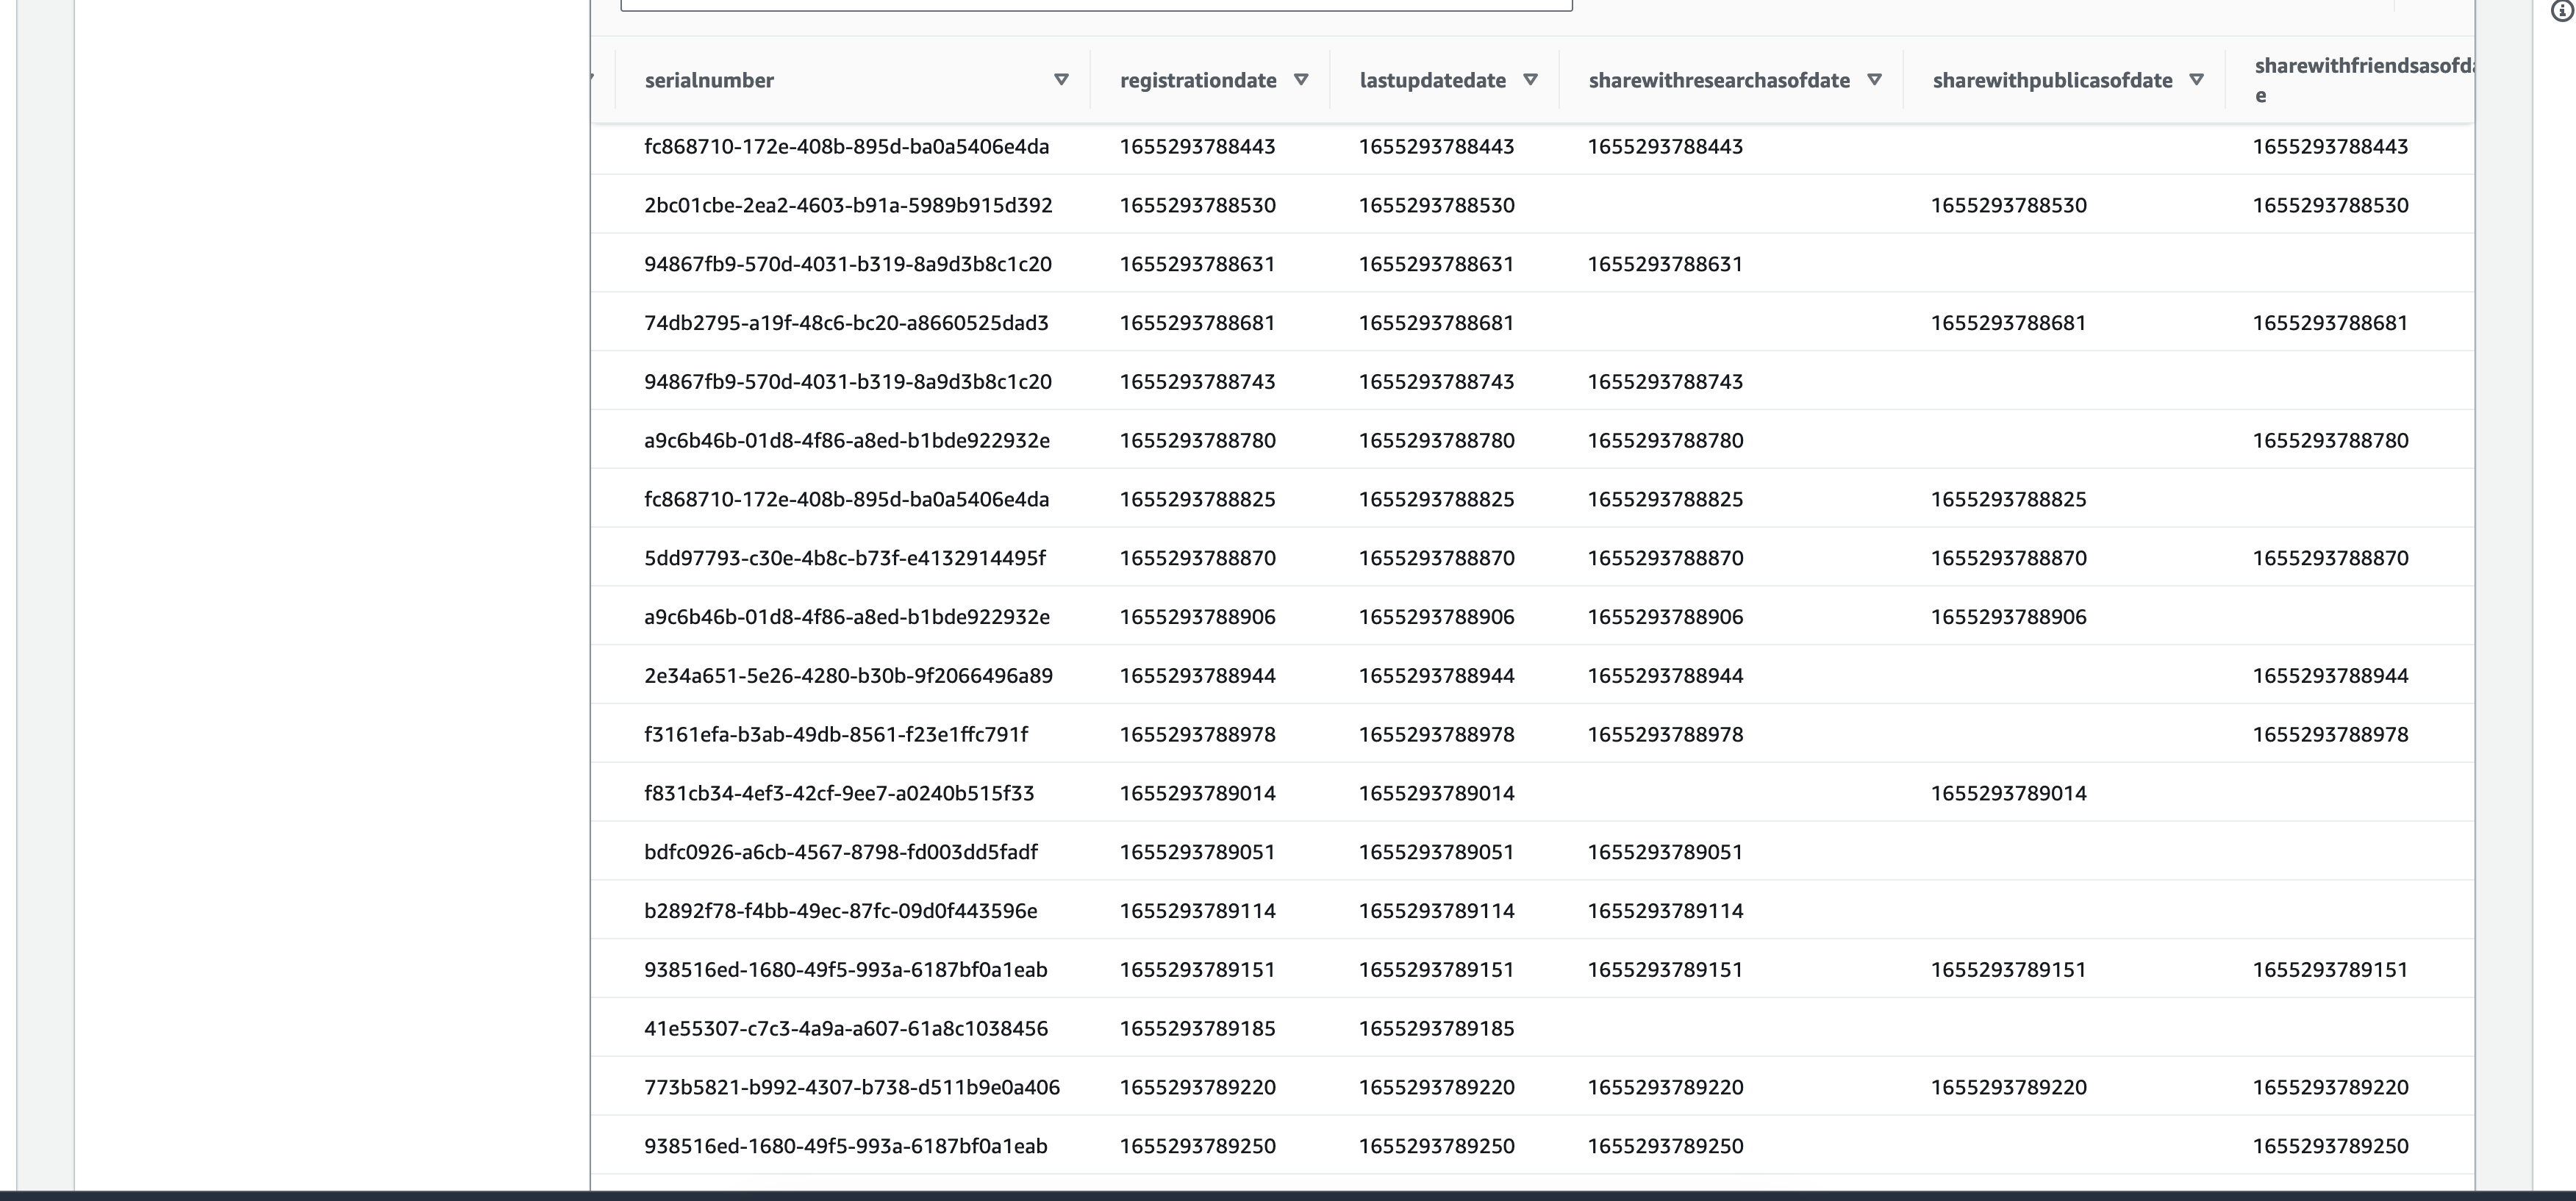 serialnumber registrationdate lastupdatedate sharewithresearchasofdate sharewithpublicasofdate sharewithfriendsasofda
e
fc868710-172e-408b-895d-ba0a5406e4da 1655293788443 1655293788443 1655293788443 1655293788443
2bc01cbe-2ea2-4603-b91a-5989b915d392 1655293788530 1655293788530 1655293788530 1655293788530
94867fb9-570d-4031-b319-8a9d3b8c1c20 1655293788631 1655293788631 1655293788631
74db2795-a19f-48c6-bc20-a8660525dad3 1655293788681 1655293788681 1655293788681 1655293788681
94867fb9-570d-4031-b319-8a9d3b8c1c20 1655293788743 1655293788743 1655293788743
a9c6b46b-01d8-4f86-a8ed-b1bde922932e 1655293788780 1655293788780 1655293788780 1655293788780
fc868710-172e-408b-895d-ba0a5406e4da 1655293788825 1655293788825 1655293788825 1655293788825
5dd97793-c30e-4b8c-b73f-e4132914495f 1655293788870 1655293788870 1655293788870 1655293788870 1655293788870
a9c6b46b-01d8-4f86-a8ed-b1bde922932e 1655293788906 1655293788906 1655293788906 1655293788906
2e34a651-5e26-4280-b30b-9f2066496a89 1655293788944 1655293788944 1655293788944 1655293788944
f3161efa-b3ab-49db-8561-f23e1ffc791f 1655293788978 1655293788978 1655293788978 1655293788978
f831cb34-4ef3-42cf-9ee7-a0240b515f33 1655293789014 1655293789014 1655293789014
bdfc0926-a6cb-4567-8798-fd003dd5fadf 1655293789051 1655293789051 1655293789051
b2892f78-f4bb-49ec-87fc-09d0f443596e 1655293789114 1655293789114 1655293789114
938516ed-1680-49f5-993a-6187bf0a1eab 1655293789151 1655293789151 1655293789151 1655293789151 1655293789151
41e55307-c7c3-4a9a-a607-61a8c1038456 1655293789185 1655293789185
773b5821-b992-4307-b738-d511b9e0a406 1655293789220 1655293789220 1655293789220 1655293789220 1655293789220
938516ed-1680-49f5-993a-6187bf0a1eab 1655293789250 1655293789250 1655293789250 1655293789250